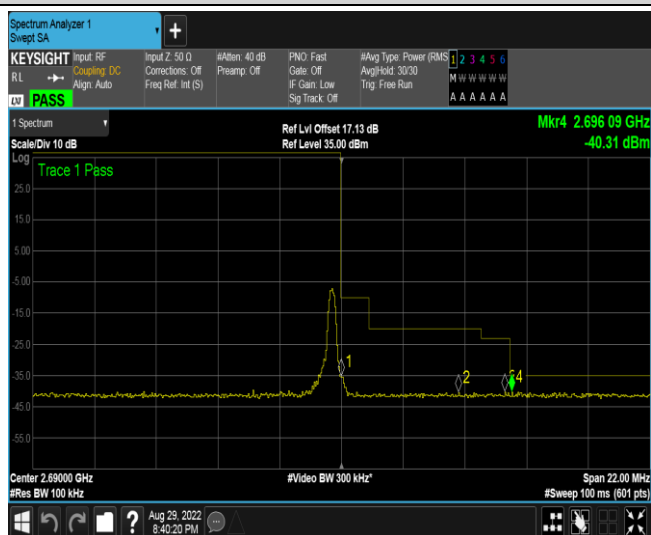 Spectrum Analyzer 1
Swept SA
+
KEYSIGHT
RL
LXI PASS
Input: RF
Coupling: DC
Align: Auto
Input Z: 50 Ω
Corrections: Off
Freq Ref: Int (S)
#Atten: 40 dB
Preamp: Off
PNO: Fast
Gate: Off
IF Gain: Low
Sig Track: Off
#Avg Type: Power (RMS
Avg|Hold: 30/30
Trig: Free Run
1 2 3 4 5 6
M W W W W W
A A A A A A
1 Spectrum
Scale/Div 10 dB
Ref Lvl Offset 17.13 dB
Ref Level 35.00 dBm
Mkr4 2.696 09 GHz
-40.31 dBm
Log
Trace 1 Pass
25.0
15.0
5.00
-5.00
-15.0
-25.0
-35.0
-45.0
-55.0
1
2
4
Center 2.69000 GHz
#Res BW 100 kHz
#Video BW 300 kHz*
Span 22.00 MHz
#Sweep 100 ms (601 pts)
?
Aug 29, 2022
8:40:20 PM